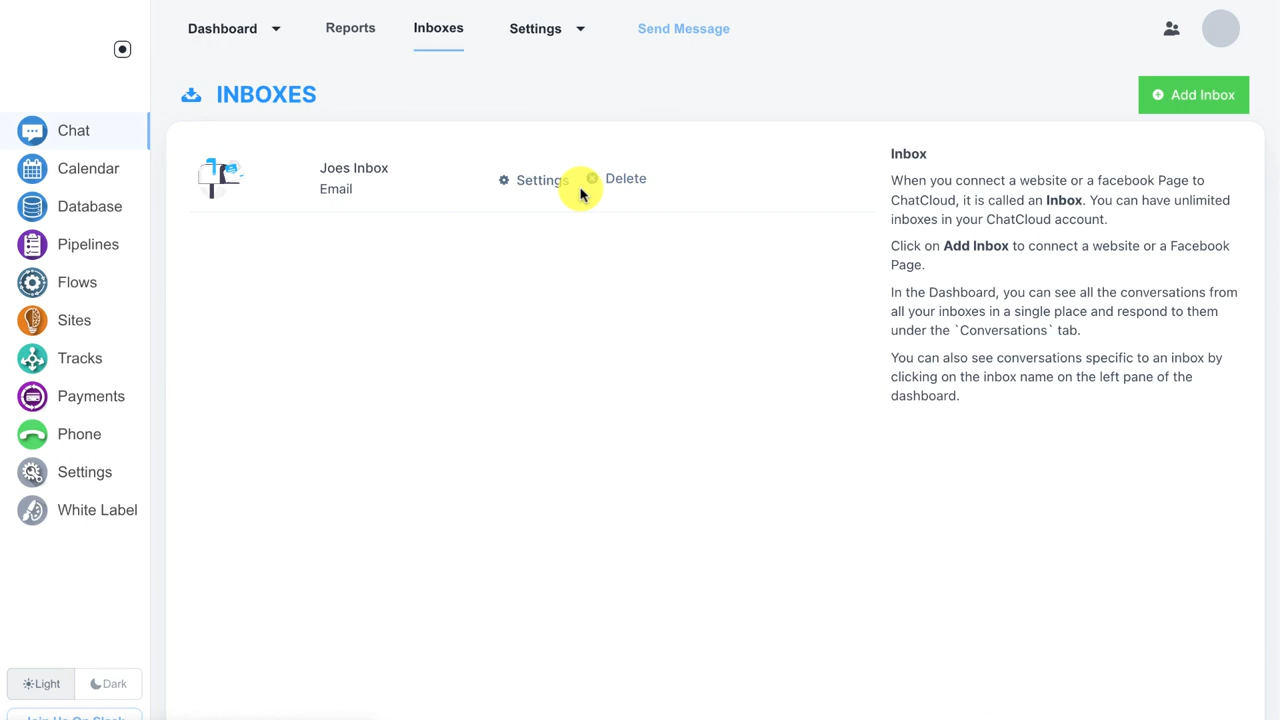 Dashboard
Reports
Inboxes
Settings
Send Message
INBOXES
Add Inbox
Chat
Calendar
Database
Pipelines
Flows
Sites
Tracks
Payments
Phone
Settings
White Label
Light
Dark
Join Us On Slack
Joes Inbox
Email
Settings
Delete
Inbox
When you connect a website or a facebook Page to
ChatCloud, it is called an Inbox. You can have unlimited
inboxes in your ChatCloud account.
Click on Add Inbox to connect a website or a Facebook
Page.
In the Dashboard, you can see all the conversations from
all your inboxes in a single place and respond to them
under the `Conversations` tab.
You can also see conversations specific to an inbox by
clicking on the inbox name on the left pane of the
dashboard.